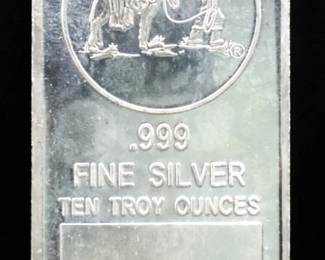 ®
.999
FINE SILVER
TEN TROY OUNCES